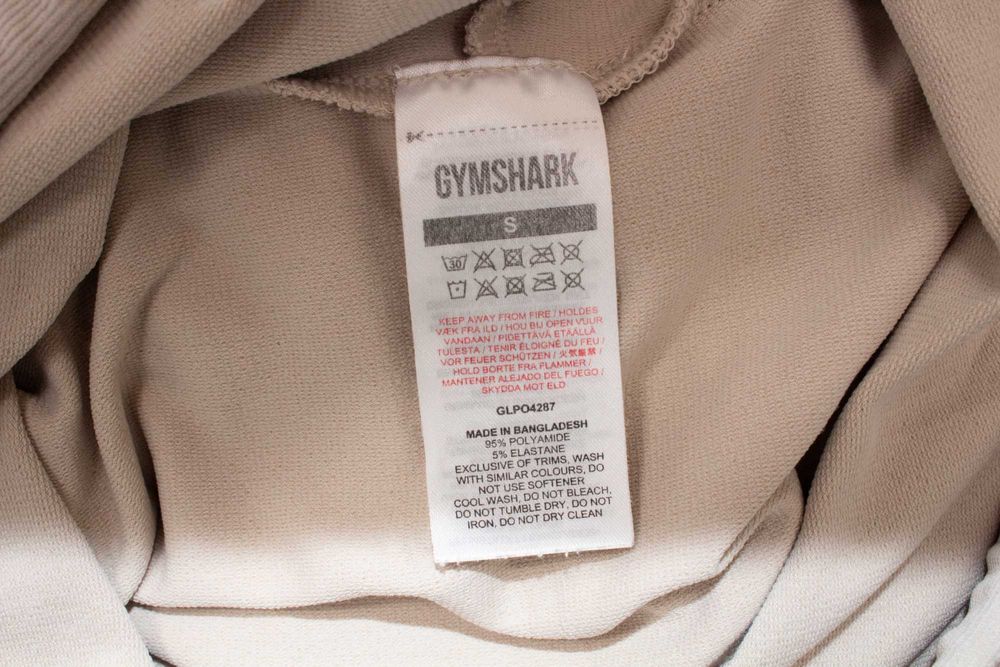 GYMSHARK
S
30
KEEP AWAY FROM FIRE / HOLDES
VÆK FRA ILD / HOU BIJ OPEN VUUR
VANDAAN / PIDETTÄVÄ ETÄÄLLÄ
TULESTA / TENIR ÉLOIGNÉ DU FEU /
VOR FEUER SCHÜTZEN / 火気厳禁 /
HOLD BORTE FRA FLAMMER /
MANTENER ALEJADO DEL FUEGO /
SKYDDA MOT ELD
GLPO4287
MADE IN BANGLADESH
95% POLYAMIDE
5% ELASTANE
EXCLUSIVE OF TRIMS, WASH
WITH SIMILAR COLOURS, DO
NOT USE SOFTENER
COOL WASH, DO NOT BLEACH,
DO NOT TUMBLE DRY, DO NOT
IRON, DO NOT DRY CLEAN